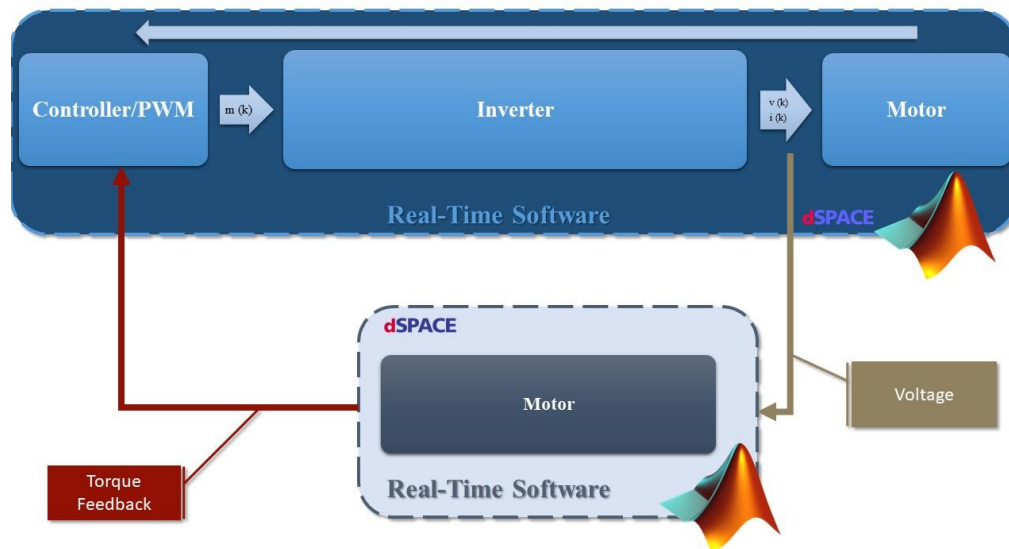 Controller/PWM
m (k)
Inverter
v (k)
i (k)
Motor
Real-Time Software
dSPACE
dSPACE
Motor
Real-Time Software
Voltage
Torque
Feedback